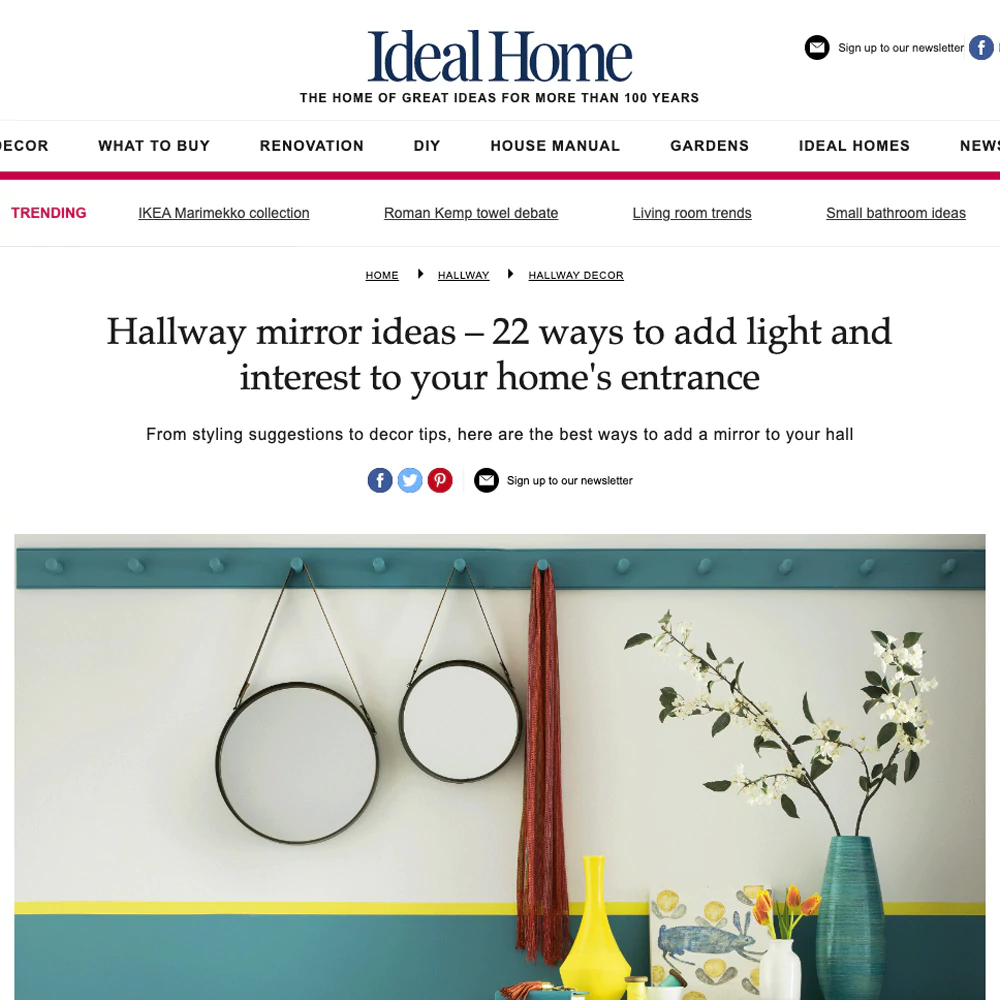 Ideal Home
THE HOME OF GREAT IDEAS FOR MORE THAN 100 YEARS
Sign up to our newsletter
WHAT TO BUY
RENOVATION
DIY
HOUSE MANUAL
GARDENS
IDEAL HOMES
TRENDING
IKEA Marimekko collection
Roman Kemp towel debate
Living room trends
Small bathroom ideas
HOME
HALLWAY
HALLWAY DECOR
Hallway mirror ideas – 22 ways to add light and
interest to your home's entrance
From styling suggestions to decor tips, here are the best ways to add a mirror to your hall
Sign up to our newsletter